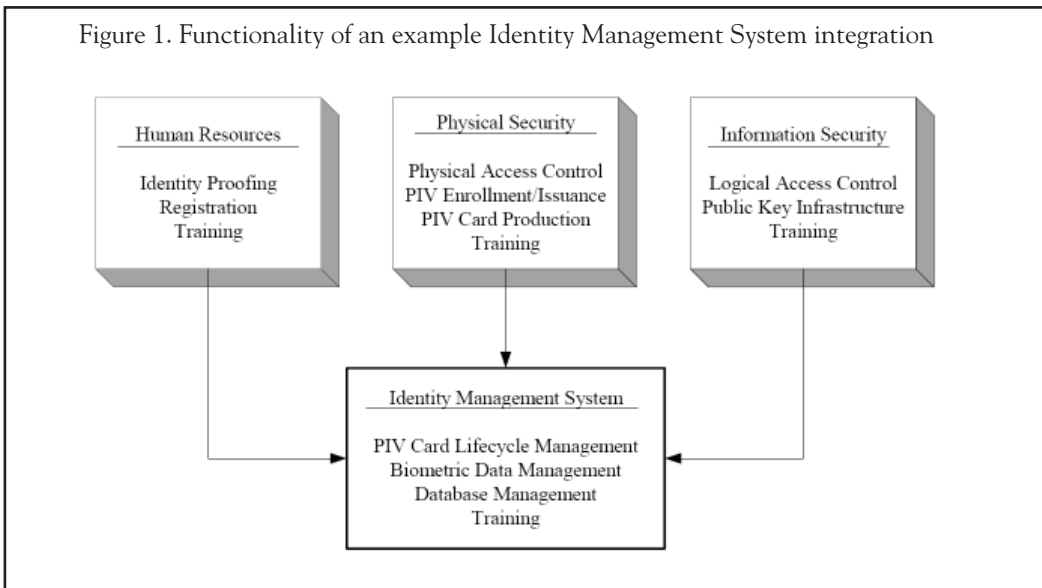 Figure 1. Functionality of an example Identity Management System integration
Human Resources
Identity Proofing
Registration
Training
Physical Security
Physical Access Control
PIV Enrollment/Issuance
PIV Card Production
Training
Information Security
Logical Access Control
Public Key Infrastructure
Training
Identity Management System
PIV Card Lifecycle Management
Biometric Data Management
Database Management
Training